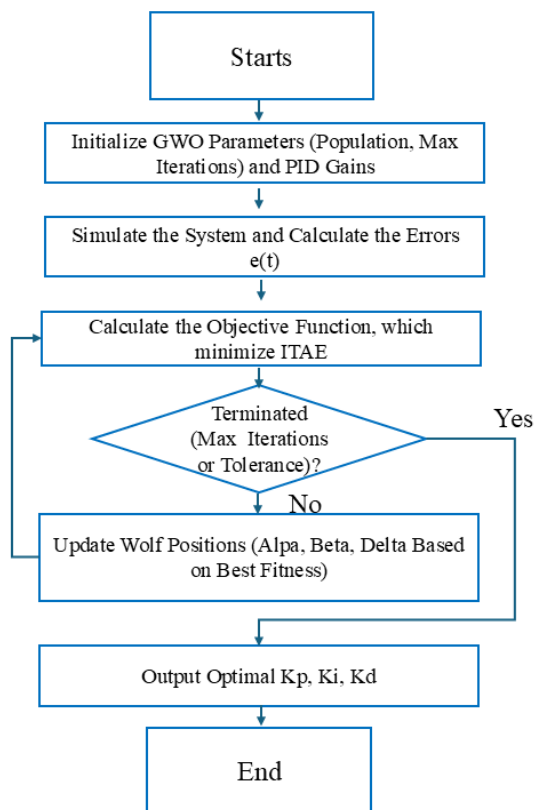 Starts
Initialize GWO Parameters (Population, Max
Iterations) and PID Gains
Simulate the System and Calculate the Errors
e(t)
Calculate the Objective Function, which
minimize ITAE
Terminated
(Max Iterations
or Tolerance)?
Yes
No
Update Wolf Positions (Alpa, Beta, Delta Based
on Best Fitness)
Output Optimal Kp, Ki, Kd
End